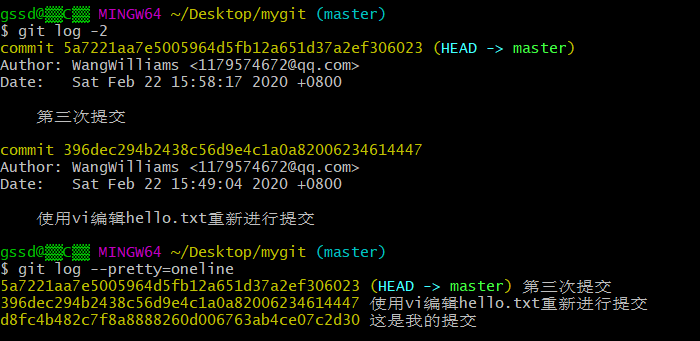 gssd@▒▒C▒▒ MINGW64 ~/Desktop/mygit (master)
$ git log -2
commit 5a7221aa7e5005964d5fb12a651d37a2ef306023 (HEAD -> master)
Author: WangWilliams <1179574672@qq.com>
Date:   Sat Feb 22 15:58:17 2020 +0800
第三次提交
commit 396dec294b2438c56d9e4c1a0a82006234614447
Author: WangWilliams <1179574672@qq.com>
Date:   Sat Feb 22 15:49:04 2020 +0800
使用vi编辑hello.txt重新进行提交
gssd@▒▒C▒▒ MINGW64 ~/Desktop/mygit (master)
$ git log --pretty=oneline
5a7221aa7e5005964d5fb12a651d37a2ef306023 (HEAD -> master) 第三次提交
396dec294b2438c56d9e4c1a0a82006234614447 使用vi编辑hello.txt重新进行提交
d8fc4b482c7f8a8888260d006763ab4ce07c2d30 这是我的提交